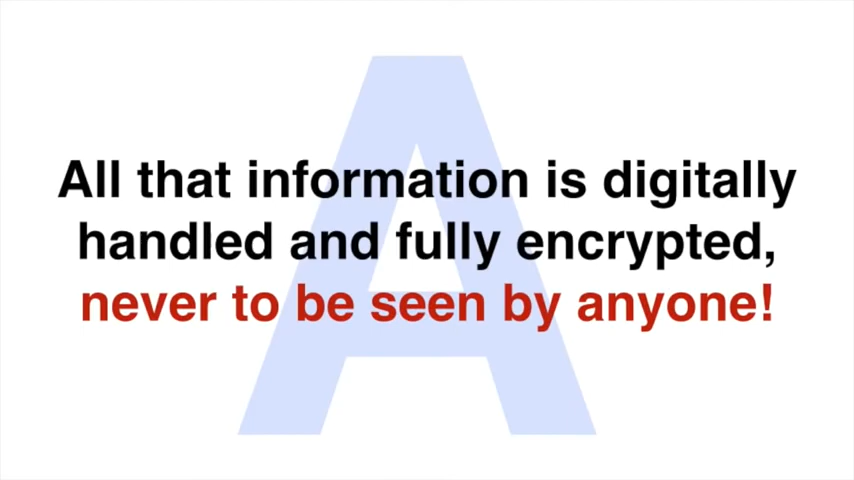 All that information is digitally
handled and fully encrypted,
never to be seen by anyone!
A